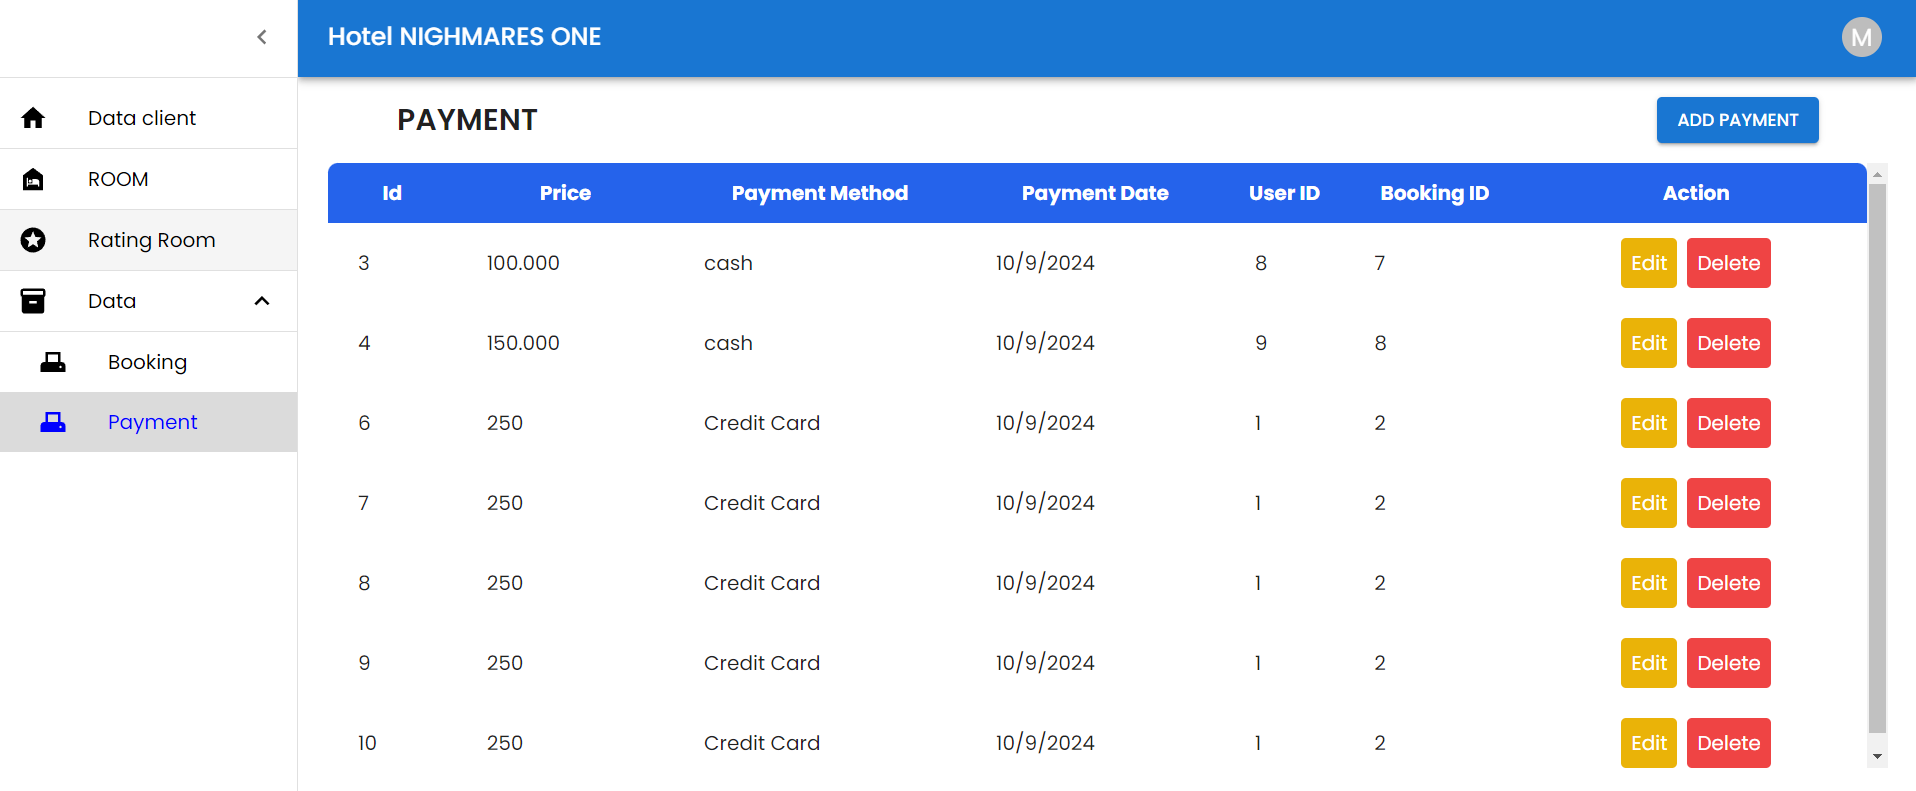 Hotel NIGHMARES ONE
M
Data client
ROOM
Rating Room
Data
Booking
Payment
PAYMENT
ADD PAYMENT
Id Price Payment Method Payment Date User ID Booking ID Action
3 100.000 cash 10/9/2024 8 7 Edit Delete
4 150.000 cash 10/9/2024 9 8 Edit Delete
6 250 Credit Card 10/9/2024 1 2 Edit Delete
7 250 Credit Card 10/9/2024 1 2 Edit Delete
8 250 Credit Card 10/9/2024 1 2 Edit Delete
9 250 Credit Card 10/9/2024 1 2 Edit Delete
10 250 Credit Card 10/9/2024 1 2 Edit Delete